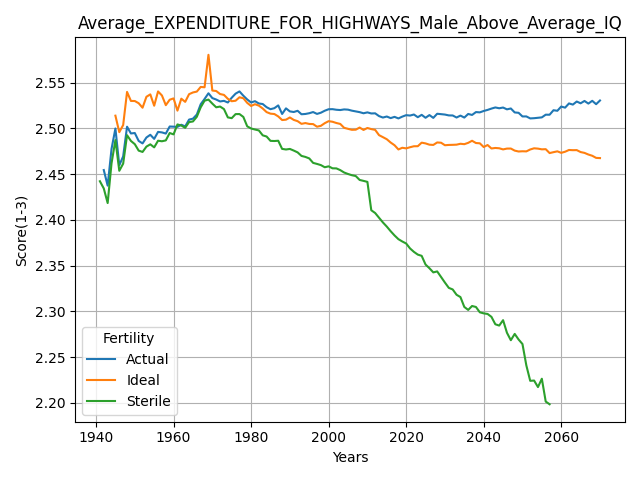 Average_EXPENDITURE_FOR_HIGHWAYS_Male_Above_Average_IQ
Score(1-3)
2.55
2.50
2.45
2.40
2.35
2.30
2.25
2.20
Fertility
Actual
Ideal
Sterile
1940 1960 1980 2000 2020 2040 2060
Years